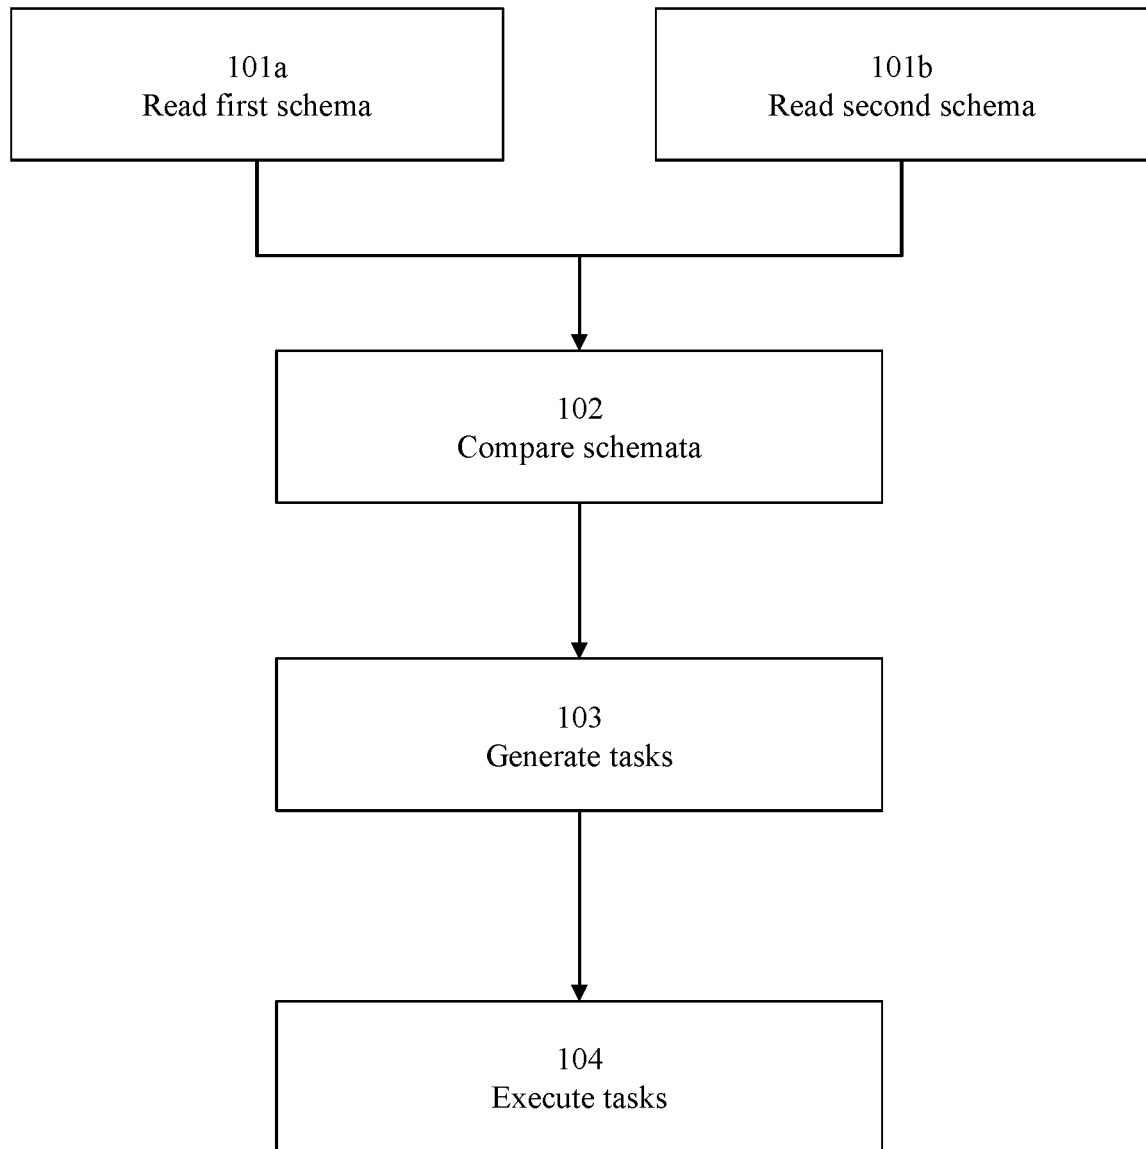 101a
Read first schema
101b
Read second schema
102
Compare schemata
103
Generate tasks
104
Execute tasks